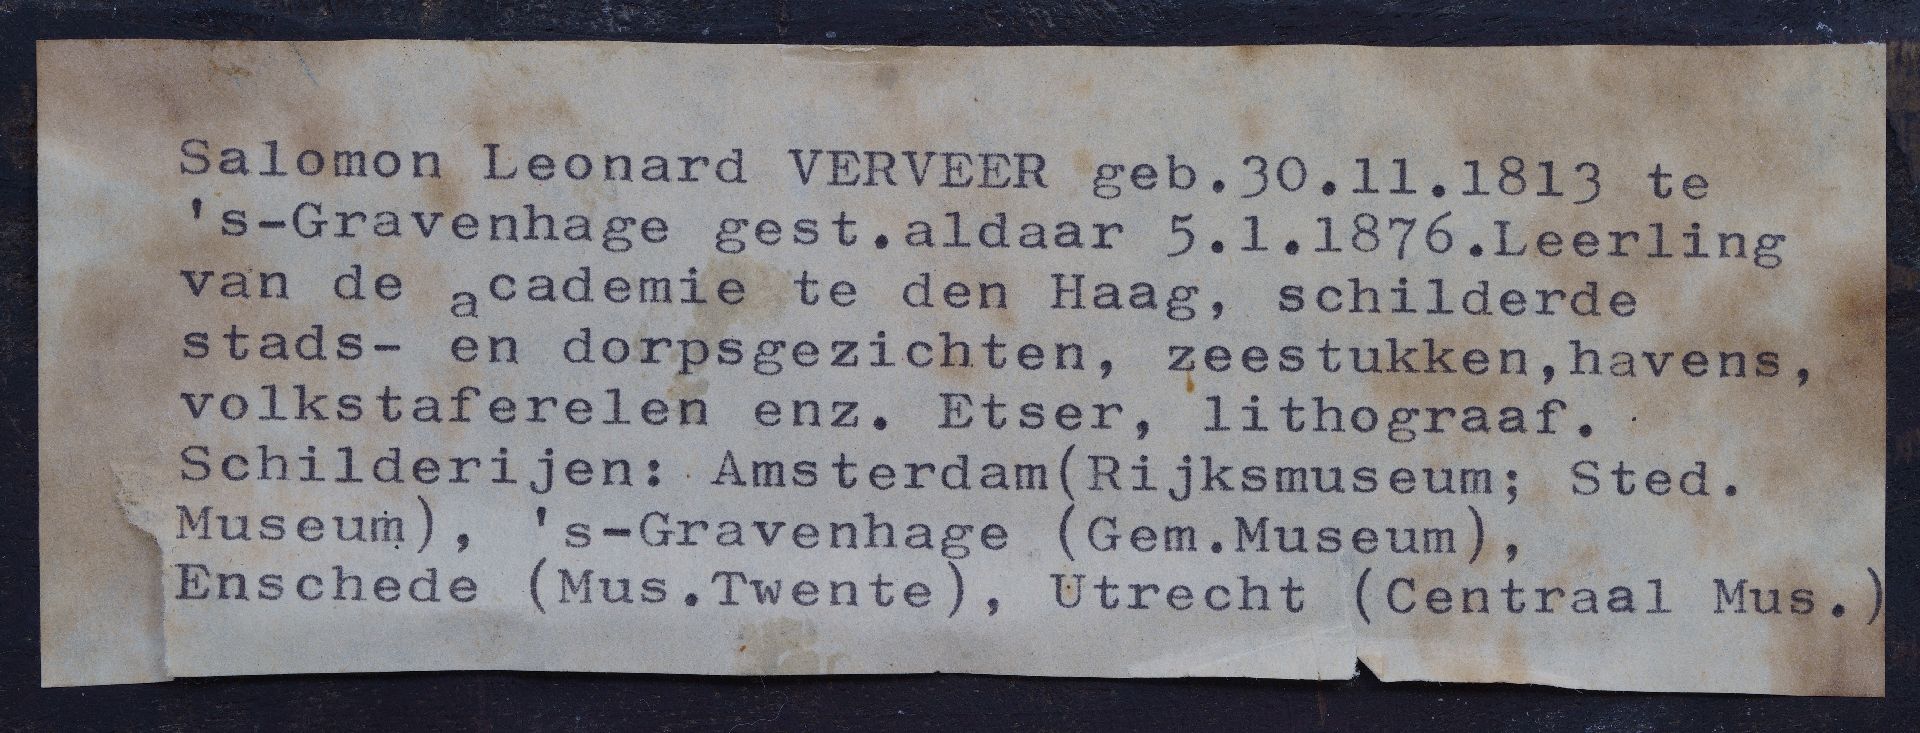 Salomon Leonard VERVEER geb.30.11.1813 te
's-Gravenhage gest.aldaar 5.1.1876.Leerling
van de academie te den Haag, schilderde
stads- en dorpsgezichten, zeestukken,havens,
volkstaferelen enz. Etser, lithograaf.
Schilderijen: Amsterdam(Rijksmuseum; Sted.
Museum), 's-Gravenhage (Gem.Museum),
Enschede (Mus.Twente), Utrecht (Centraal Mus.)